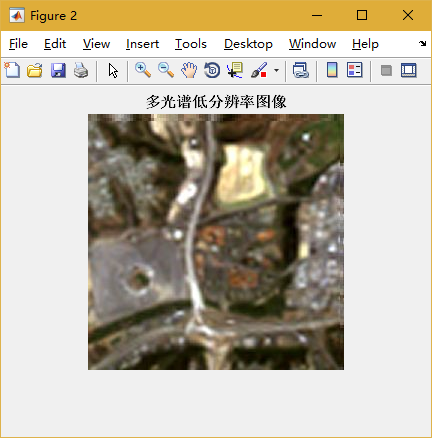 Figure 2
File Edit View Insert Tools Desktop Window Help
多光谱低分辨率图像